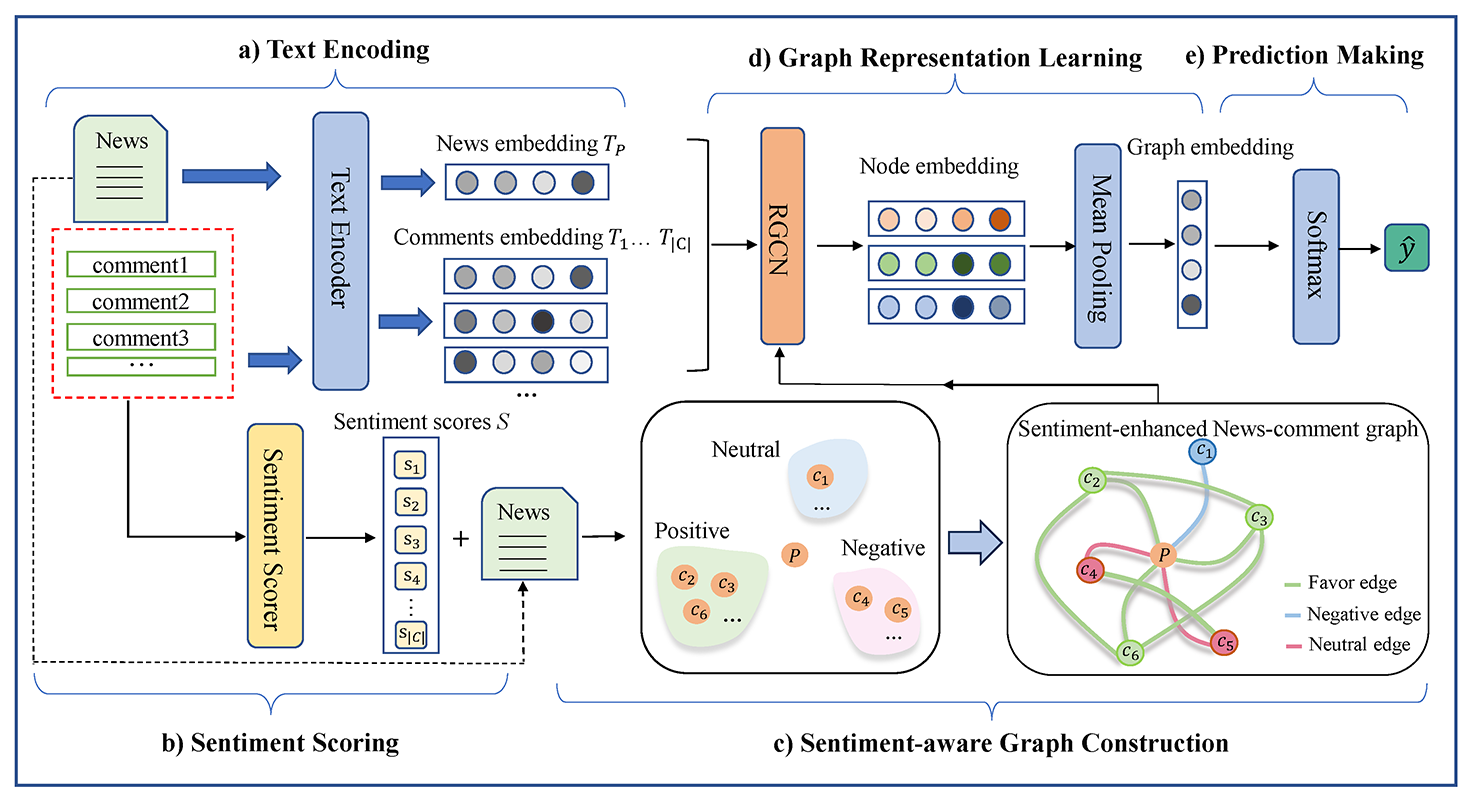 a) Text Encoding
d) Graph Representation Learning
e) Prediction Making
News
comment1
comment2
comment3
...
Text Encoder
News embedding T_P
Comments embedding T_1... T_|C|
...
RGCN
Node embedding
Mean Pooling
Graph embedding
Softmax
ŷ
Sentiment Scorer
Sentiment scores S
s_1
s_2
s_3
s_4
⋮
s_|C|
+
News
Neutral
c_1
...
Positive
c_2
c_3
c_6
...
P
Negative
c_4
c_5
...
Sentiment-enhanced News-comment graph
c_1
c_2
c_3
P
c_4
c_5
c_6
Favor edge
Negative edge
Neutral edge
b) Sentiment Scoring
c) Sentiment-aware Graph Construction